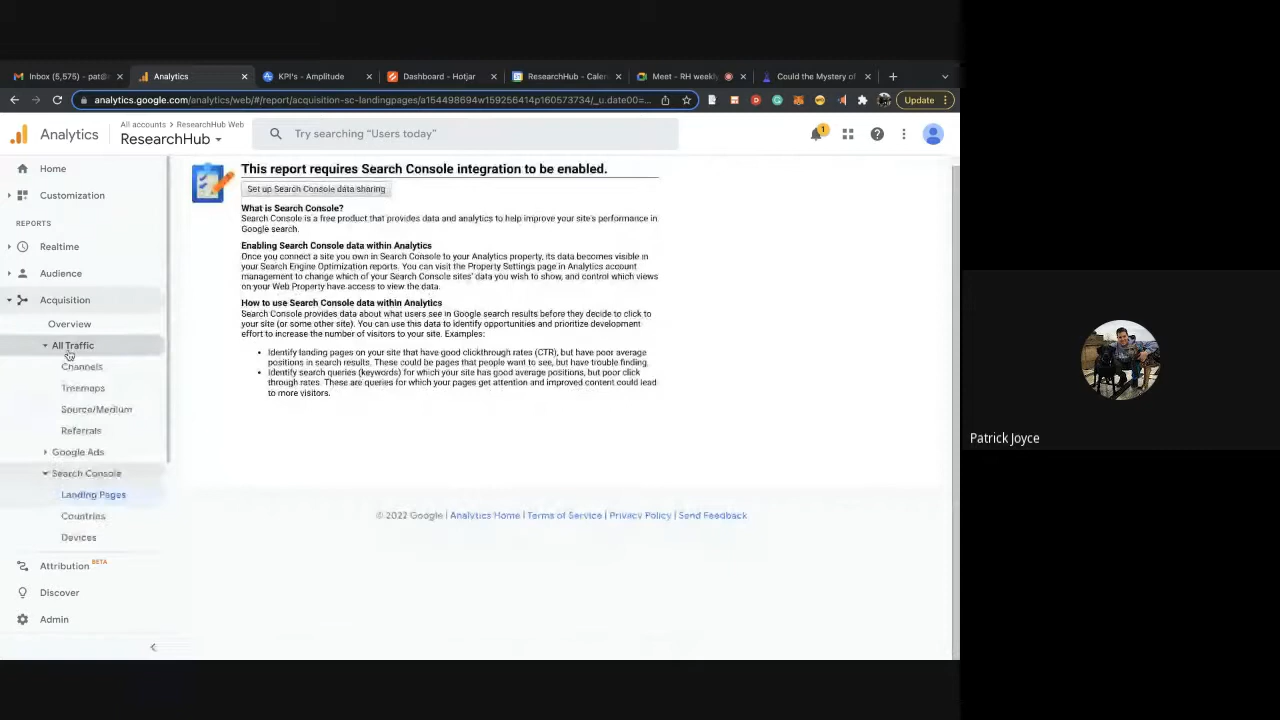 Inbox (5,575) - pat@
Analytics
KPI's - Amplitude
Dashboard - Hotjar
ResearchHub - Calen
Meet - RH weekly
Could the Mystery of
analytics.google.com/analytics/web/#/report/acquisition-sc-landingpages/a154498694w159256414p160573734/_u.date00=...
Update
Analytics
All accounts > ResearchHub Web
ResearchHub
Try searching "Users today"
1
Home
Customization
REPORTS
Realtime
Audience
Acquisition
Overview
All Traffic
Channels
Treemaps
Source/Medium
Referrals
Google Ads
Search Console
Landing Pages
Countries
Devices
Attribution BETA
Discover
Admin
This report requires Search Console integration to be enabled.
Set up Search Console data sharing
What is Search Console?
Search Console is a free product that provides data and analytics to help improve your site's performance in
Google search.
Enabling Search Console data within Analytics
Once you connect a site you own in Search Console to your Analytics property, its data becomes visible in
your Search Engine Optimization reports. You can visit the Property Settings page in Analytics account
management to change which of your Search Console sites' data you wish to show, and control which views
on your Web Property have access to view the data.
How to use Search Console data within Analytics
Search Console provides data about what users see in Google search results before they decide to click to
your site (or some other site). You can use this data to identify opportunities and prioritize development
effort to increase the number of visitors to your site. Examples:
• Identify landing pages on your site that have good clickthrough rates (CTR), but have poor average
positions in search results. These could be pages that people want to see, but have trouble finding.
• Identify search queries (keywords) for which your site has good average positions, but poor click
through rates. These are queries for which your pages get attention and improved content could lead
to more visitors.
© 2022 Google | Analytics Home | Terms of Service | Privacy Policy | Send Feedback
Patrick Joyce